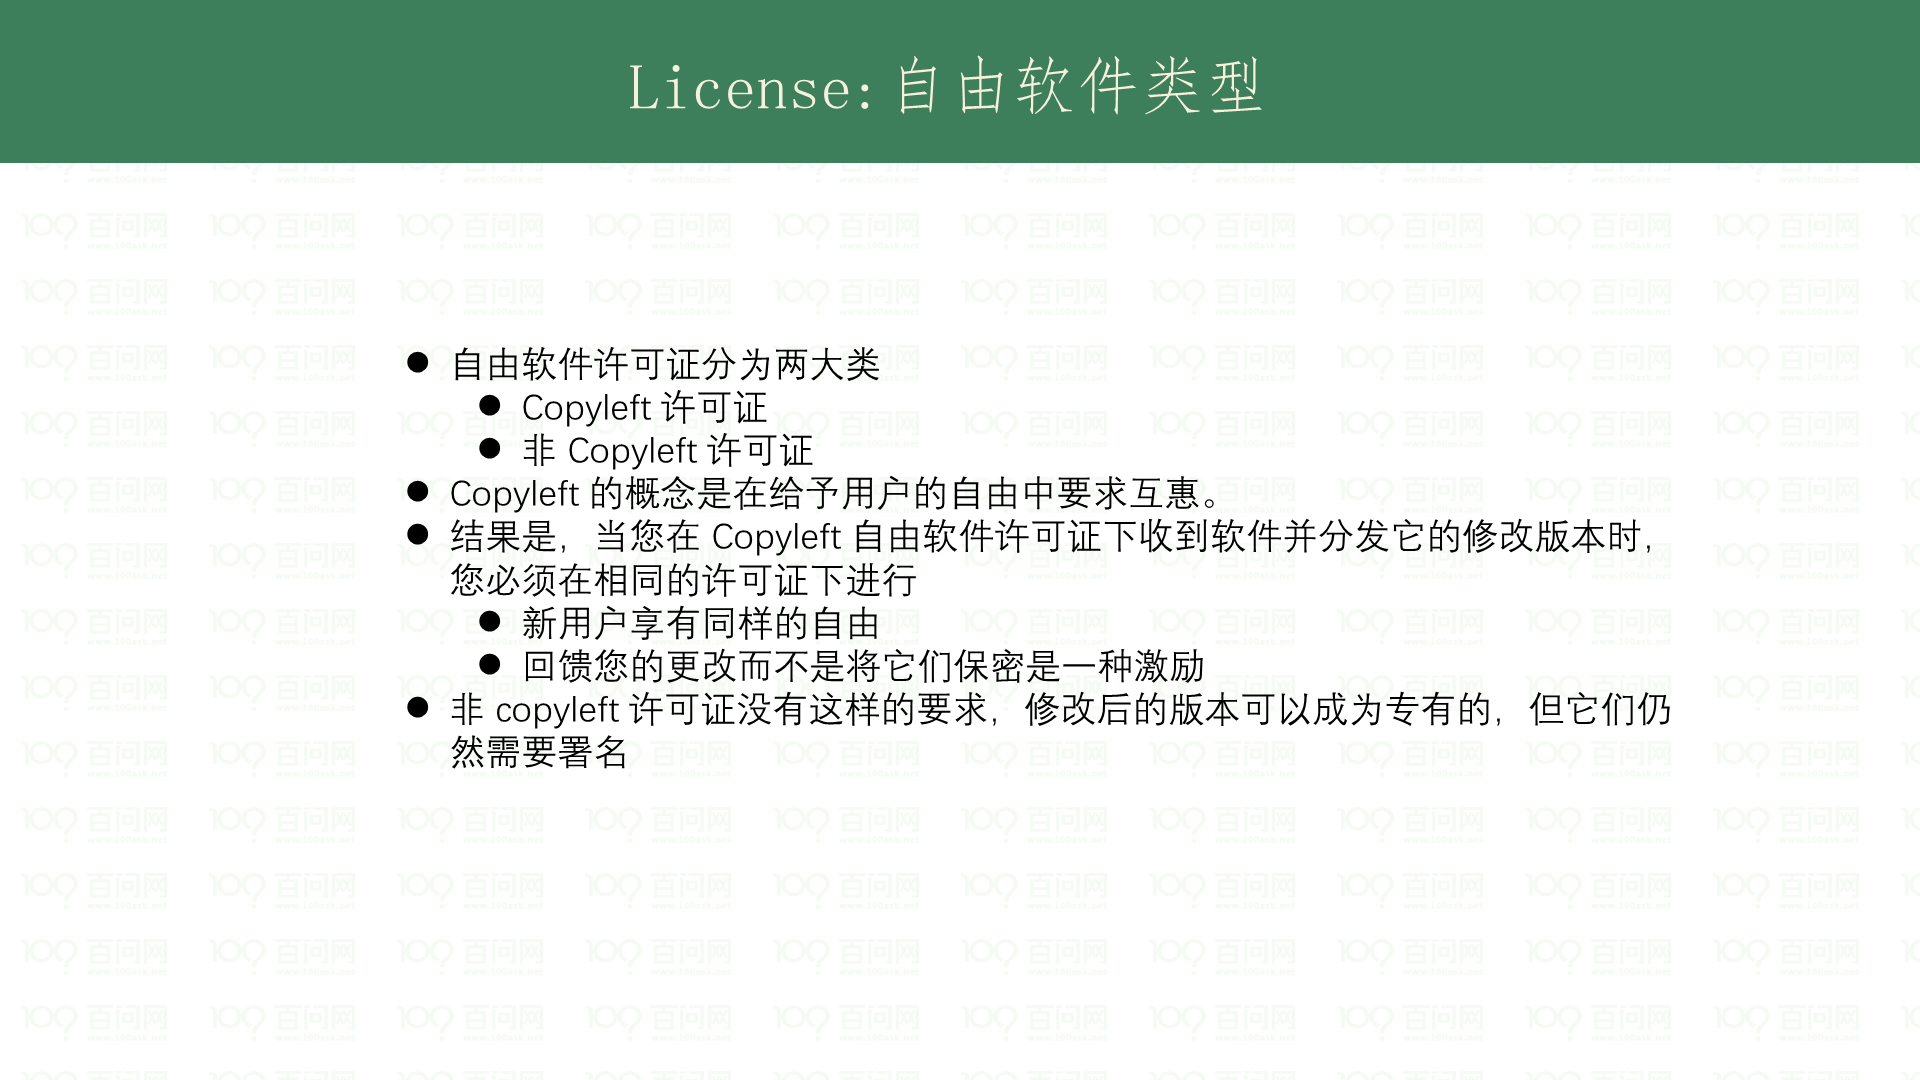 License:自由软件类型
自由软件许可证分为两大类
Copyleft 许可证
非 Copyleft 许可证
Copyleft 的概念是在给予用户的自由中要求互惠。
结果是，当您在 Copyleft 自由软件许可证下收到软件并分发它的修改版本时，
您必须在相同的许可证下进行
新用户享有同样的自由
回馈您的更改而不是将它们保密是一种激励
非 copyleft 许可证没有这样的要求，修改后的版本可以成为专有的，但它们仍
然需要署名
百问网
www.100ask.net